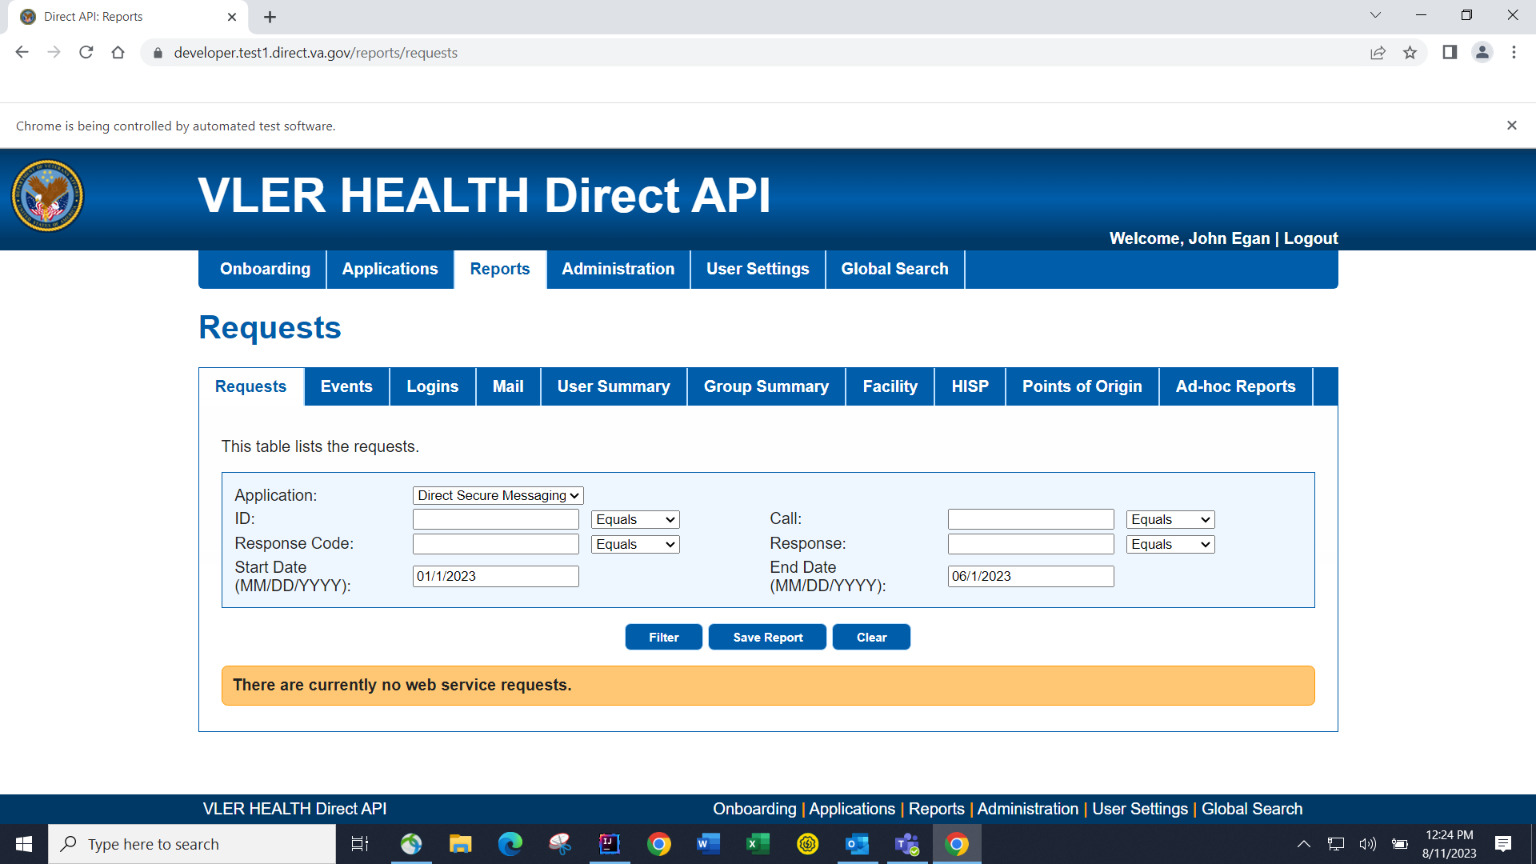 Direct API: Reports
developer.test1.direct.va.gov/reports/requests
Chrome is being controlled by automated test software.
VLER HEALTH Direct API
Welcome, John Egan | Logout
Onboarding Applications Reports Administration User Settings Global Search
Requests
Requests Events Logins Mail User Summary Group Summary Facility HISP Points of Origin Ad-hoc Reports
This table lists the requests.
Application: Direct Secure Messaging
ID: Equals Call: Equals
Response Code: Equals Response: Equals
Start Date (MM/DD/YYYY): 01/1/2023 End Date (MM/DD/YYYY): 06/1/2023
Filter Save Report Clear
There are currently no web service requests.
VLER HEALTH Direct API Onboarding | Applications | Reports | Administration | User Settings | Global Search
Type here to search
12:24 PM
8/11/2023